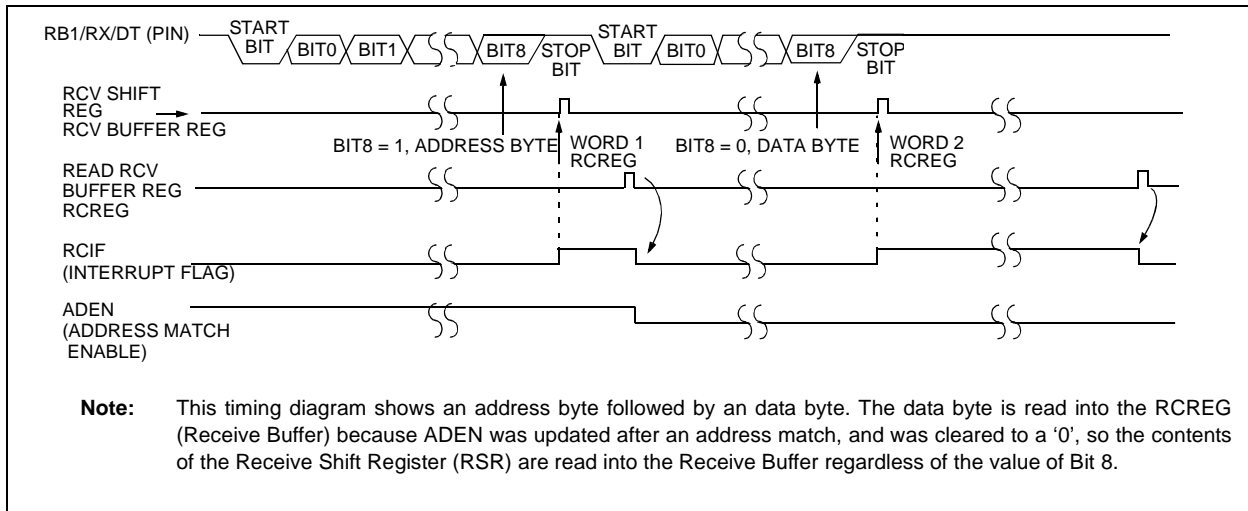 RB1/RX/DT (PIN)
START
BIT
BIT0
BIT1
BIT8
STOP
BIT
START
BIT
BIT0
BIT8
STOP
BIT
RCV SHIFT
REG
RCV BUFFER REG
BIT8 = 1, ADDRESS BYTE
WORD 1
RCREG
BIT8 = 0, DATA BYTE
WORD 2
RCREG
READ RCV
BUFFER REG
RCREG
RCIF
(INTERRUPT FLAG)
ADEN
(ADDRESS MATCH
ENABLE)
Note: This timing diagram shows an address byte followed by an data byte. The data byte is read into the RCREG
(Receive Buffer) because ADEN was updated after an address match, and was cleared to a ‘0’, so the contents
of the Receive Shift Register (RSR) are read into the Receive Buffer regardless of the value of Bit 8.